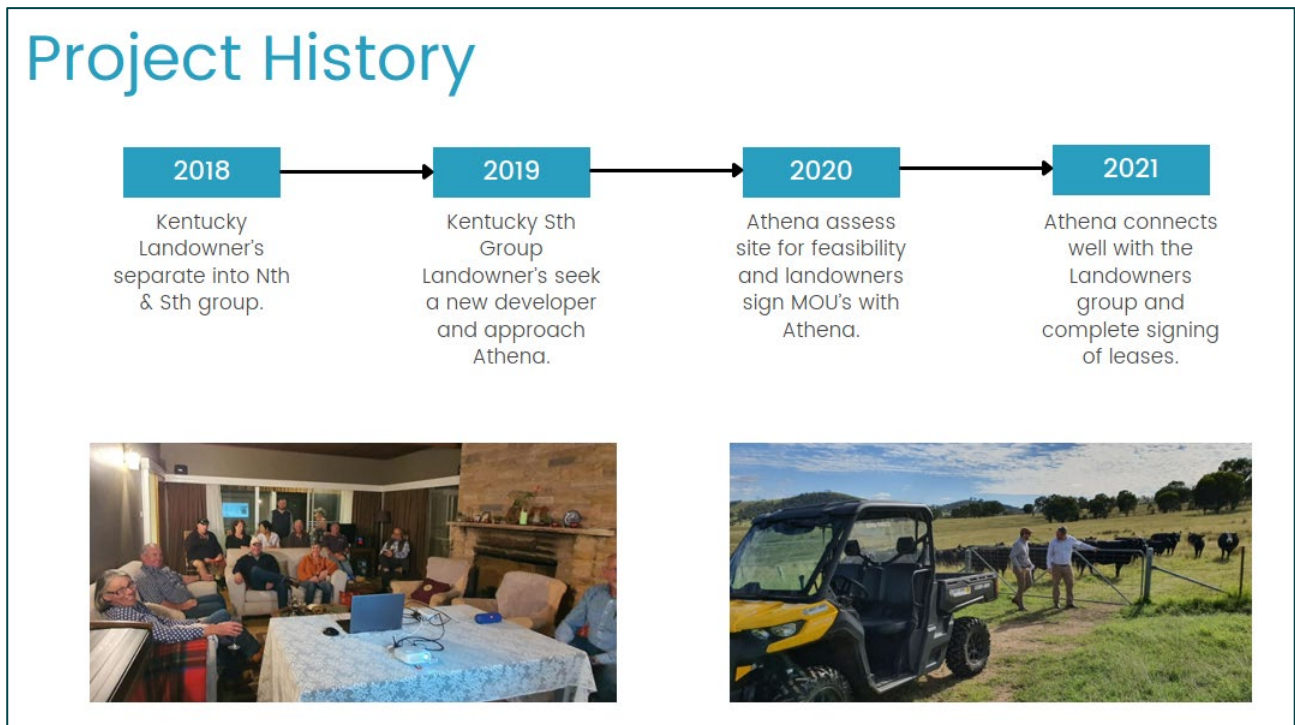 Project History
2018
Kentucky
Landowner's
separate into Nth
& Sth group.
2019
Kentucky Sth
Group
Landowner's seek
a new developer
and approach
Athena.
2020
Athena assess
site for feasibility
and landowners
sign MOU's with
Athena.
2021
Athena connects
well with the
Landowners
group and
complete signing
of leases.